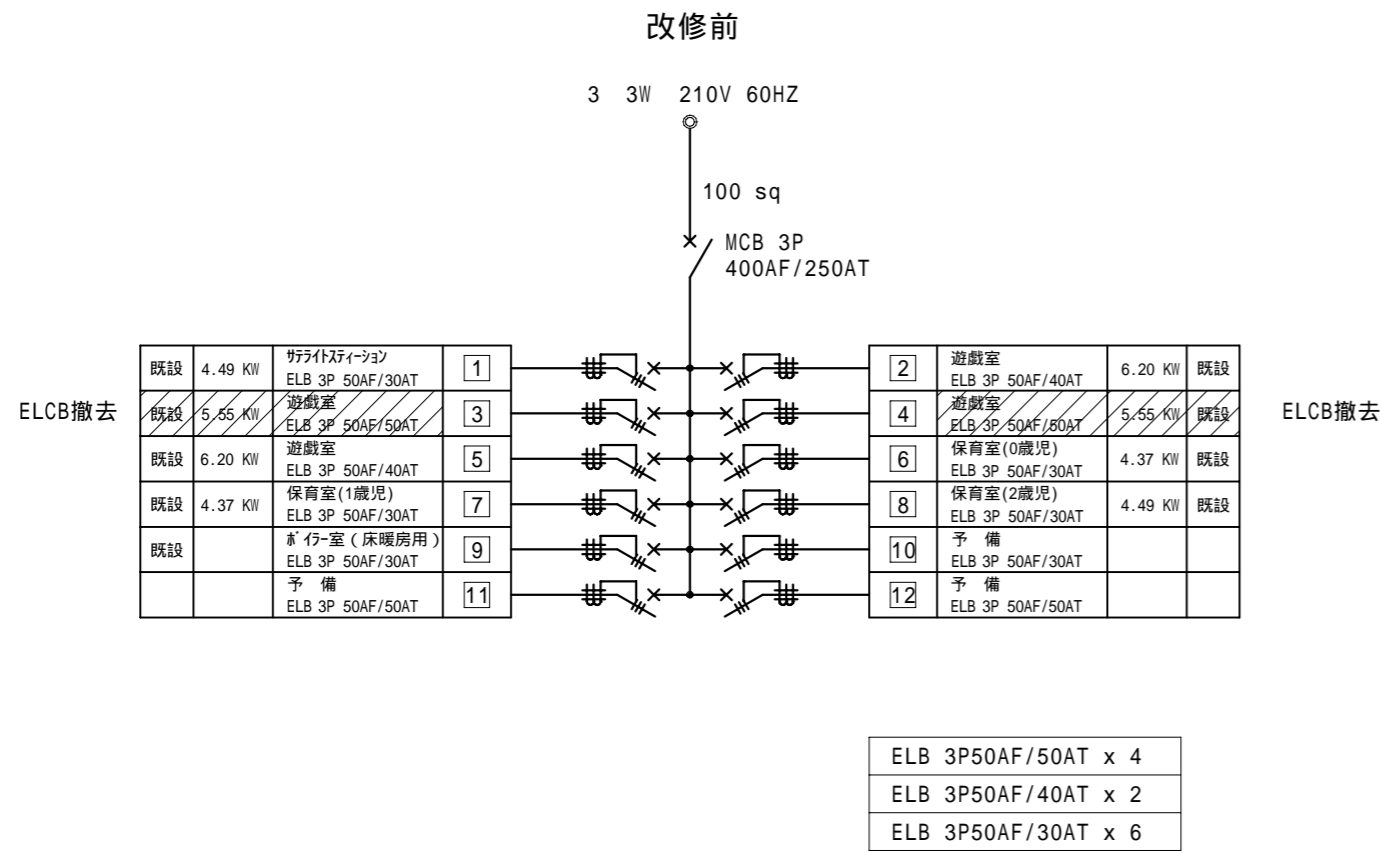 改修前
3 3W 210V 60HZ
100 sq
MCB 3P
400AF/250AT
既設 4.49 KW サテライトスティーション 1
ELB 3P 50AF/30AT
2 遊戯室 6.20 KW 既設
ELB 3P 50AF/40AT
ELCB撤去
既設 5.55 KW 遊戯室 3
ELB 3P 50AF/50AT
4 遊戯室 5.55 KW 既設
ELB 3P 50AF/50AT
ELCB撤去
既設 6.20 KW 遊戯室 5
ELB 3P 50AF/40AT
6 保育室(0歳児) 4.37 KW 既設
ELB 3P 50AF/30AT
既設 4.37 KW 保育室(1歳児) 7
ELB 3P 50AF/30AT
8 保育室(2歳児) 4.49 KW 既設
ELB 3P 50AF/30AT
既設 ボイラー室(床暖房用) 9
ELB 3P 50AF/30AT
10 予 備
ELB 3P 50AF/30AT
予 備 11
ELB 3P 50AF/50AT
12 予 備
ELB 3P 50AF/50AT
ELB 3P50AF/50AT x 4
ELB 3P50AF/40AT x 2
ELB 3P50AF/30AT x 6